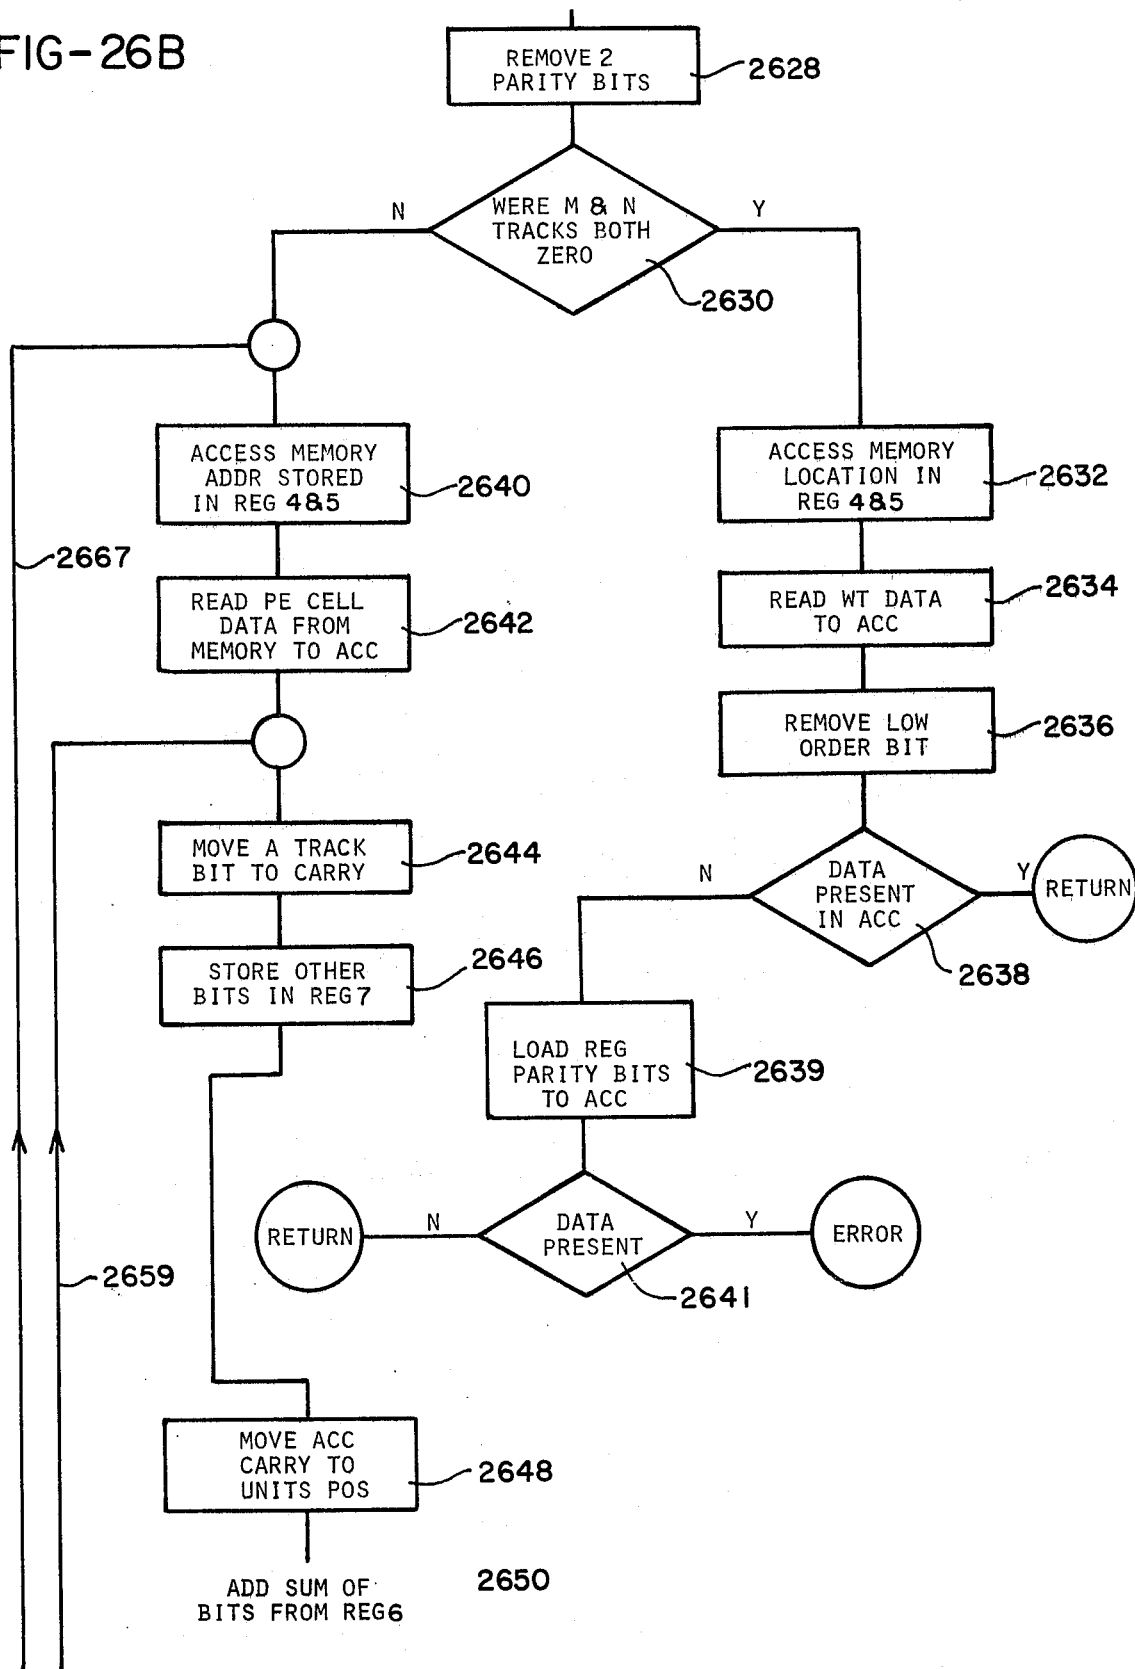 FIG-26B
REMOVE 2
PARITY BITS
2628
WERE M & N
TRACKS BOTH
ZERO
N
Y
2630
ACCESS MEMORY
ADDR STORED
IN REG 4&5
2640
ACCESS MEMORY
LOCATION IN
REG 4&5
2632
2667
READ PE CELL
DATA FROM
MEMORY TO ACC
2642
READ WT DATA
TO ACC
2634
REMOVE LOW
ORDER BIT
2636
MOVE A TRACK
BIT TO CARRY
2644
N
DATA
PRESENT
IN ACC
Y
RETURN
2638
STORE OTHER
BITS IN REG7
2646
LOAD REG
PARITY BITS
TO ACC
2639
RETURN
N
DATA
PRESENT
Y
ERROR
2641
2659
MOVE ACC
CARRY TO
UNITS POS
2648
ADD SUM OF
BITS FROM REG6
2650